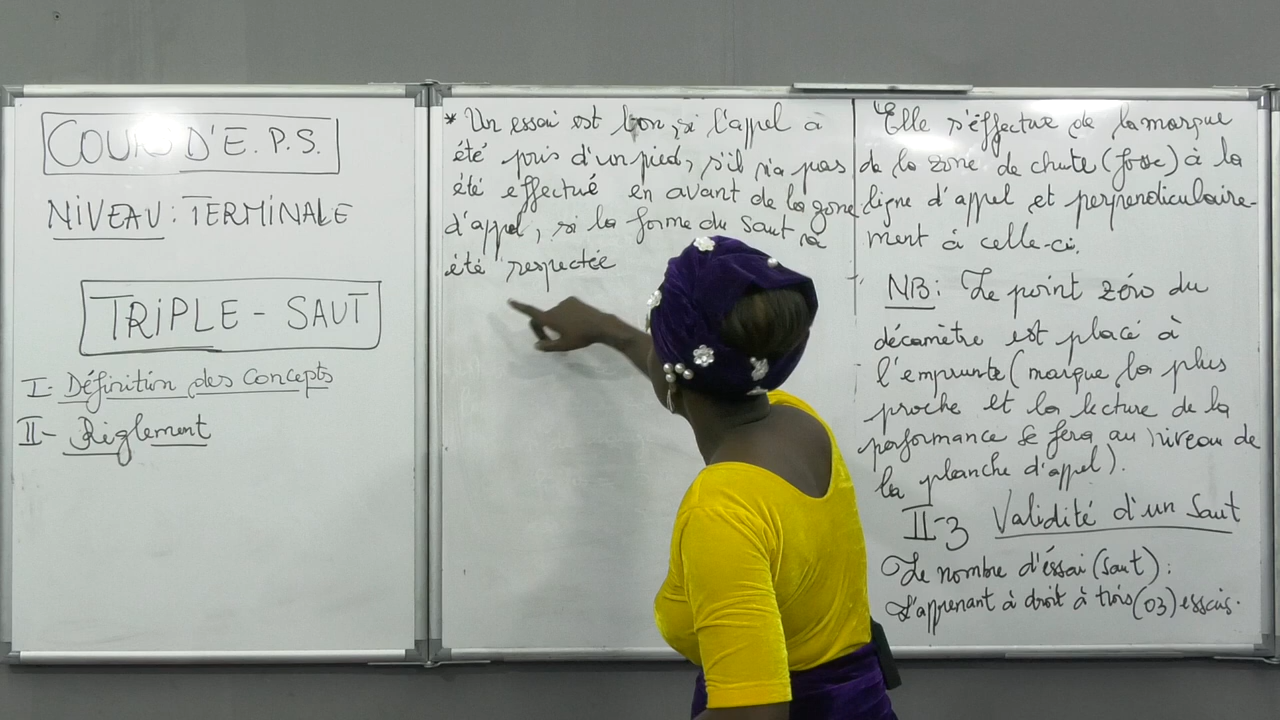 COURS D'E.P.S.
NIVEAU : TERMINALE
TRIPLE - SAUT
I- Définition des Concepts
II- Règlement
* Un essai est bon, si l'appel à
été pris d'un pied, s'il n'a pas
été effectué en avant de la zone
d'appel, si la forme du Saut a
été respectée
Elle s'éffectue de la marque
de la zone de chute (fosse) à la
ligne d'appel et perpendiculaire-
ment à celle-ci.
NB: Le point zéro du
décamètre est placé à
l'emprunte (marque la plus
proche et la lecture de la
performance se fera au niveau de
la planche d'appel).
II-3 Validité d'un Saut
Le nombre d'éssai (Saut) :
L'apprenant à droit à trois (03) essais.